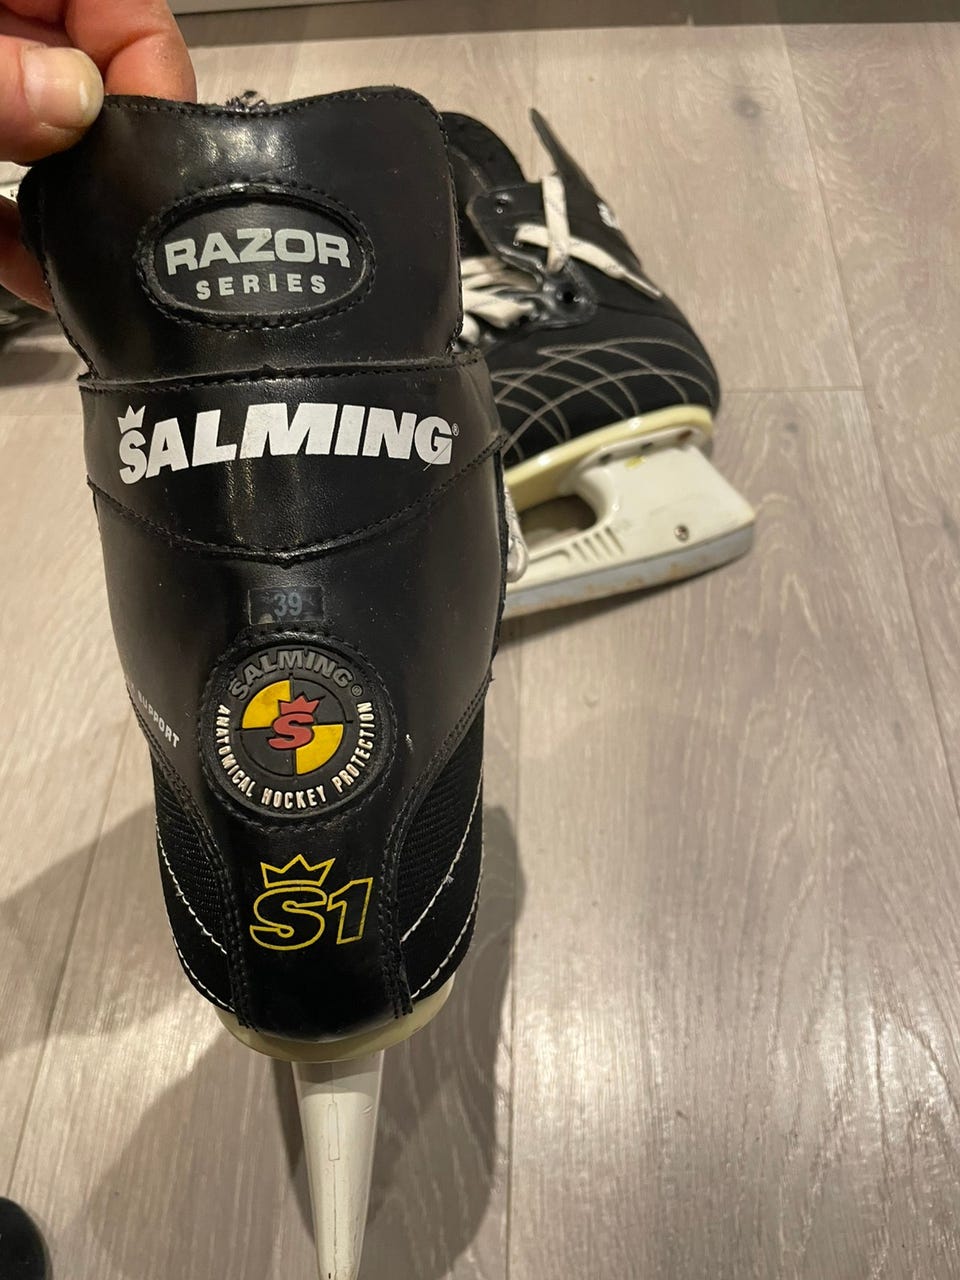 RAZOR
SERIES
SALMING®
39
SALMING®
S
ANATOMICAL HOCKEY PROTECTION
SUPPORT
S1